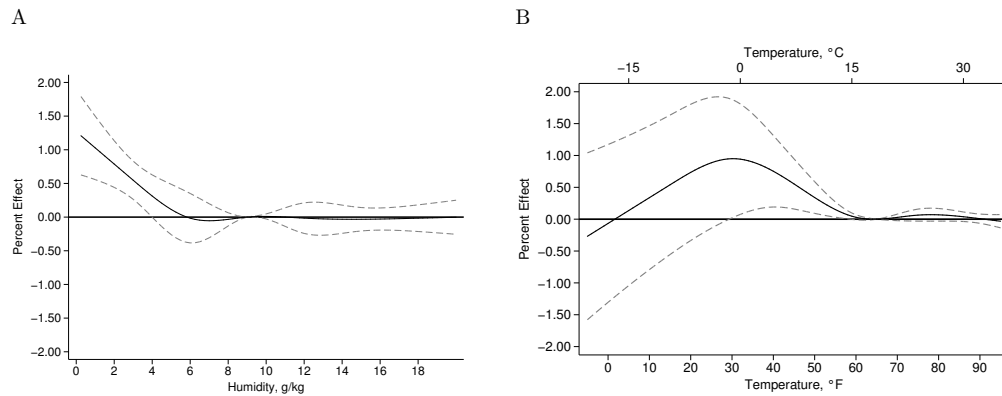 A
2.00
1.50
1.00
0.50
0.00
−0.50
−1.00
−1.50
−2.00
Percent Effect
0 2 4 6 8 10 12 14 16 18
Humidity, g/kg
B
Temperature, °C
−15 0 15 30
2.00
1.50
1.00
0.50
0.00
−0.50
−1.00
−1.50
−2.00
Percent Effect
0 10 20 30 40 50 60 70 80 90
Temperature, °F